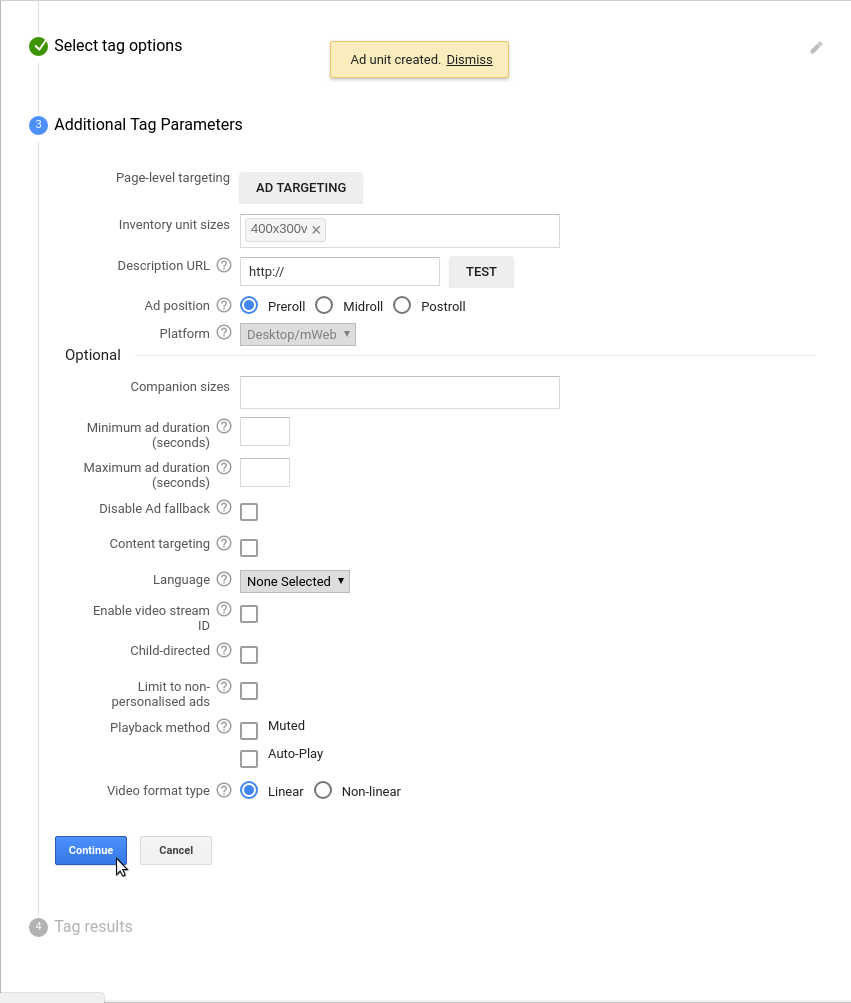 Select tag options
Ad unit created. Dismiss
3 Additional Tag Parameters
Page-level targeting AD TARGETING
Inventory unit sizes 400x300v ×
Description URL ? http:// TEST
Ad position ? Preroll Midroll Postroll
Platform ? Desktop/mWeb
Optional
Companion sizes
Minimum ad duration ?
(seconds)
Maximum ad duration ?
(seconds)
Disable Ad fallback ?
Content targeting ?
Language ? None Selected
Enable video stream ?
ID
Child-directed ?
Limit to non- ?
personalised ads
Playback method ? Muted
Auto-Play
Video format type ? Linear Non-linear
Continue Cancel
4 Tag results